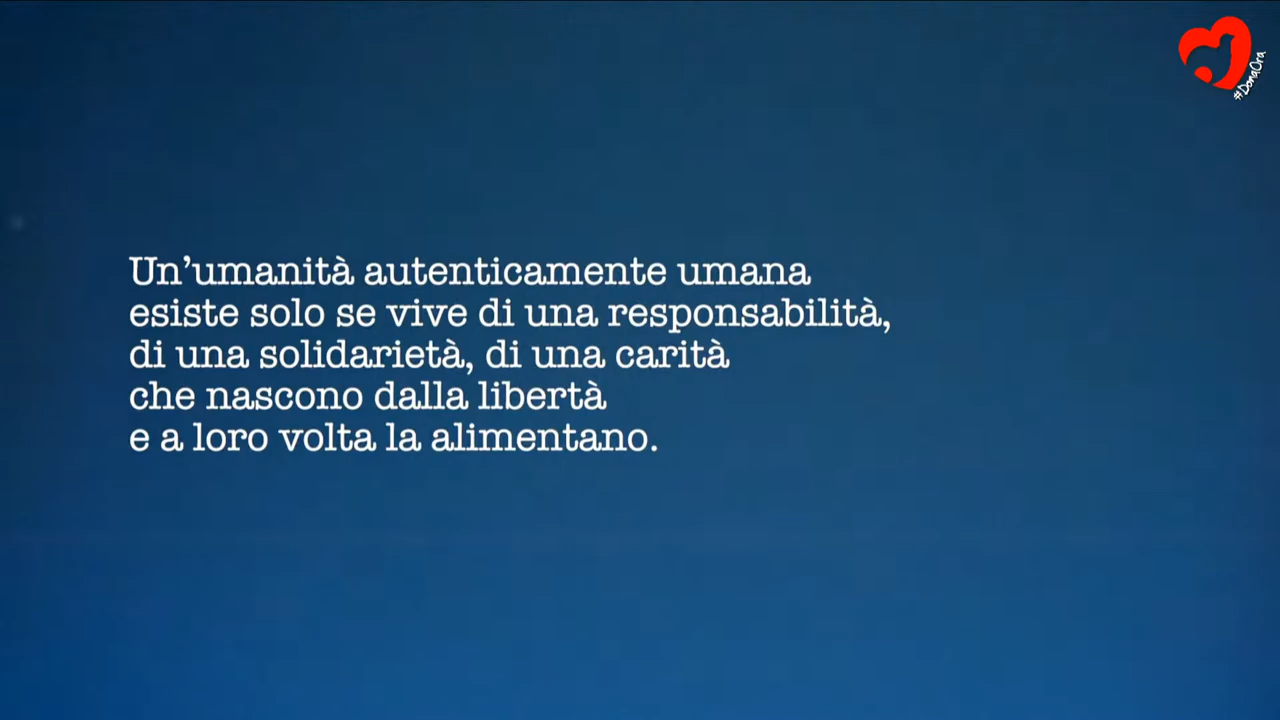 #DonaOra
Un’umanità autenticamente umana
esiste solo se vive di una responsabilità,
di una solidarietà, di una carità
che nascono dalla libertà
e a loro volta la alimentano.